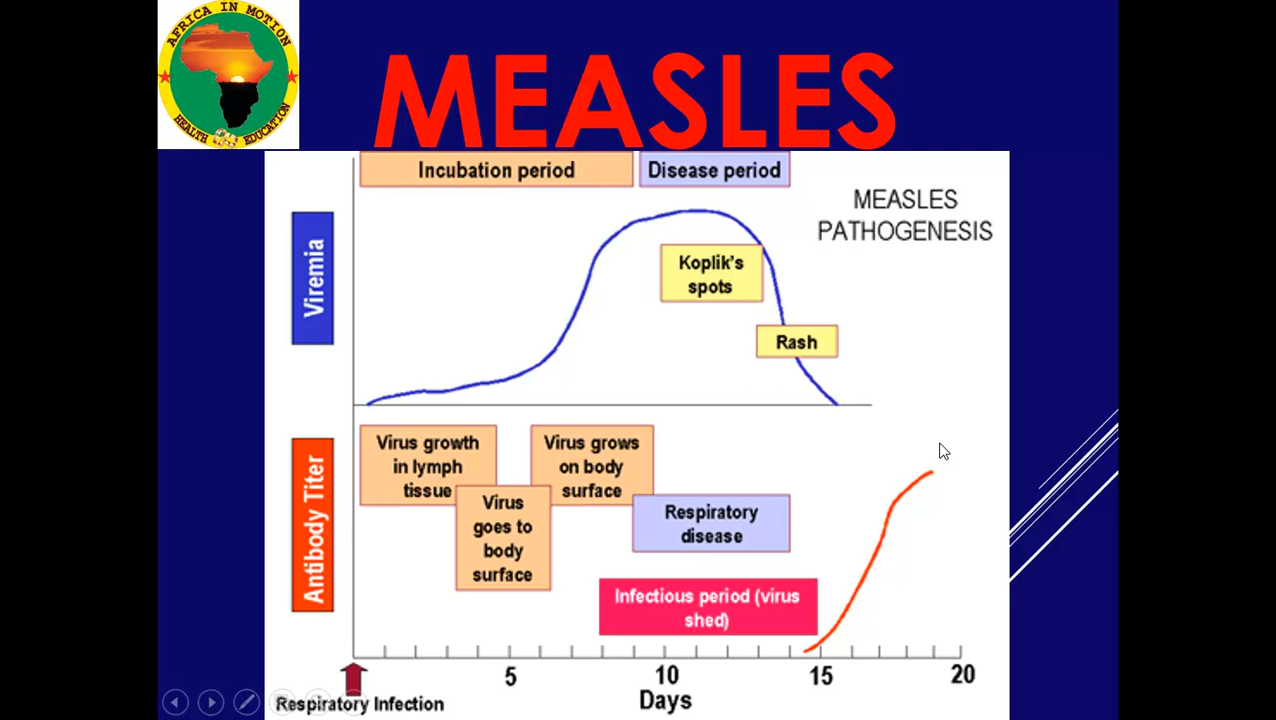 AFRICA IN MOTION
HEALTH EDUCATION
MEASLES
Incubation period
Disease period
MEASLES
PATHOGENESIS
Viremia
Koplik's
spots
Rash
Antibody Titer
Virus growth
in lymph
tissue
Virus
goes to
body
surface
Virus grows
on body
surface
Respiratory
disease
Infectious period (virus
shed)
5
10
15
20
Days
Respiratory Infection